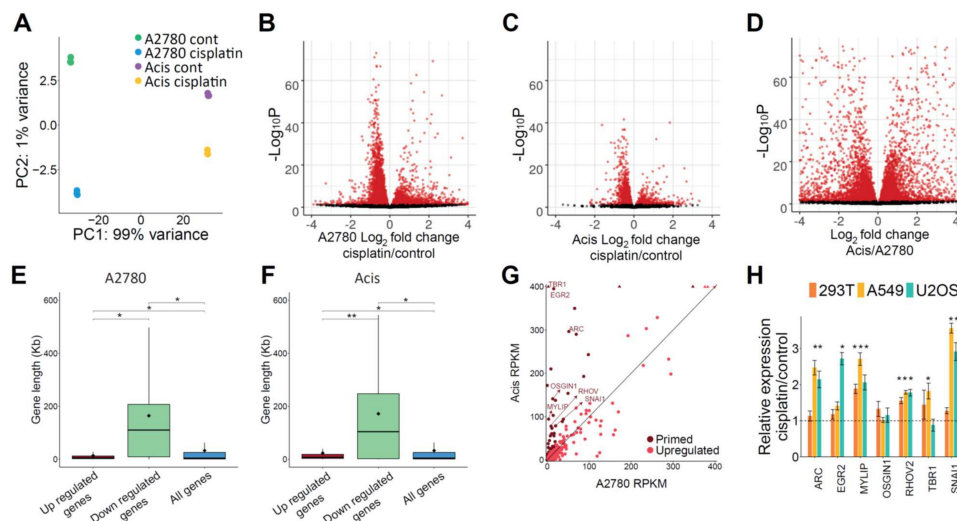 A
A2780 cont
A2780 cisplatin
Acis cont
Acis cisplatin
PC2: 1% variance
2.5
0.0
−2.5
−20
0
20
PC1: 99% variance
B
-Log10P
60
40
20
0
−4
−2
0
2
4
A2780 Log2 fold change
cisplatin/control
C
-Log10P
60
40
20
0
−4
−2
0
2
4
Acis Log2 fold change
cisplatin/control
D
-Log10P
60
40
20
0
−4
−2
0
2
4
Log2 fold change
Acis/A2780
E
A2780
Gene length (Kb)
600
400
200
0
*
*
*
Up regulated
genes
Down regulated
genes
All genes
F
Acis
Gene length (Kb)
600
400
200
0
*
*
**
Up regulated
genes
Down regulated
genes
All genes
G
Acis RPKM
400
300
200
100
0
TBR1
EGR2
ARC
OSGIN1
RHOV
SNAI1
MYLIP
Primed
Upregulated
0
100
200
300
400
A2780 RPKM
H
293T
A549
U2OS
Relative expression
cisplatin/control
3
2
1
0
**
*
***
***
*
**
ARC
EGR2
MYLIP
OSGIN1
RHOV2
TBR1
SNAI1